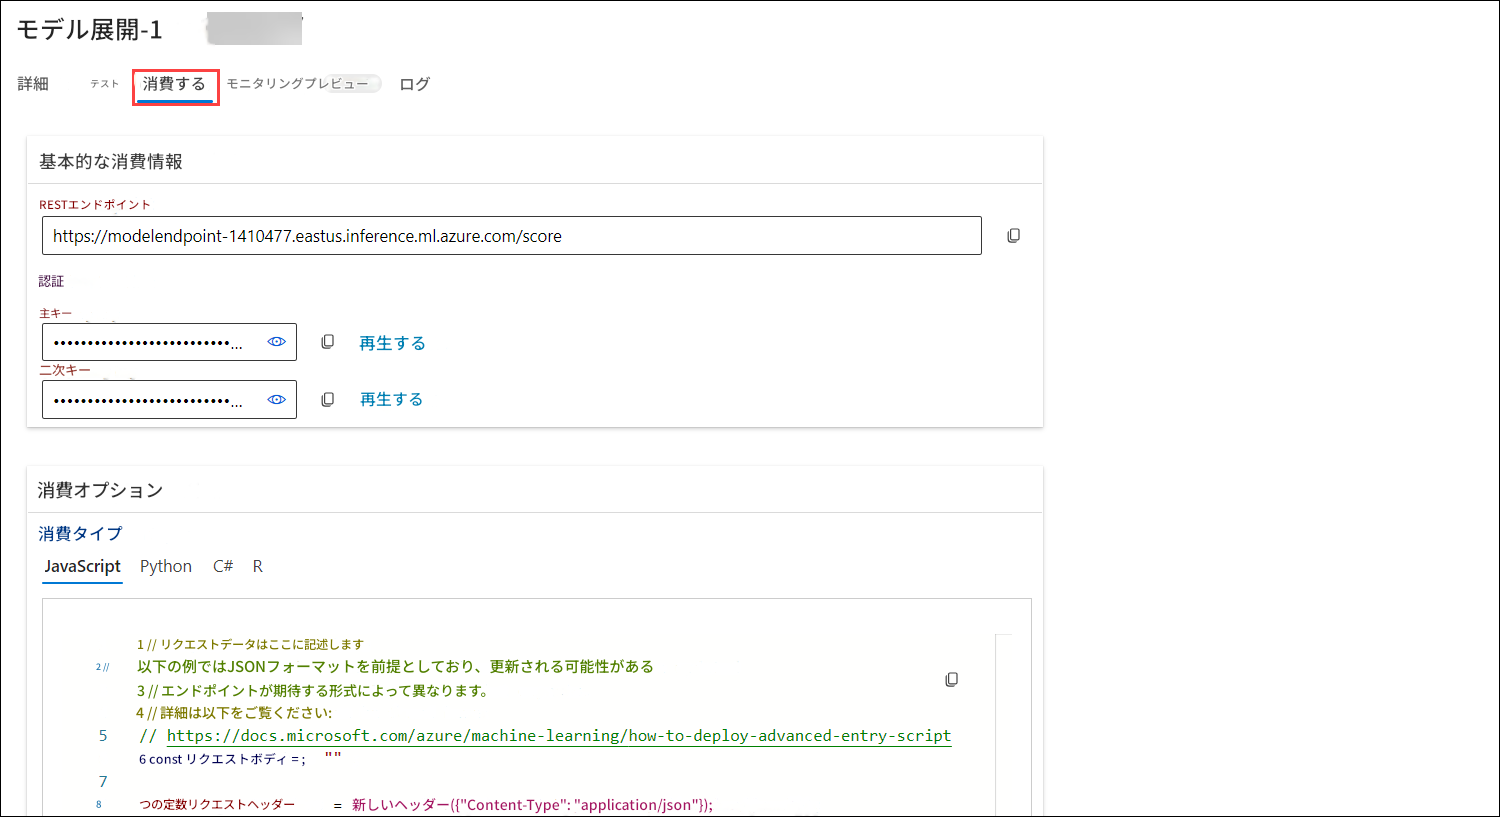 モデル展開-1
詳細 テスト 消費する モニタリングプレビュー ログ
基本的な消費情報
RESTエンドポイント
https://modelendpoint-1410477.eastus.inference.ml.azure.com/score
認証
主キー
••••••••••••••••••••••••••... 再生する
二次キー
••••••••••••••••••••••••••... 再生する
消費オプション
消費タイプ
JavaScript Python C# R
1 // リクエストデータはここに記述します
2 // 以下の例ではJSONフォーマットを前提としており、更新される可能性がある
3 // エンドポイントが期待する形式によって異なります。
4 // 詳細は以下をご覧ください:
5 // https://docs.microsoft.com/azure/machine-learning/how-to-deploy-advanced-entry-script
6 const リクエストボディ = ; ""
7
8 つの定数リクエストヘッダー = 新しいヘッダー({"Content-Type": "application/json"});